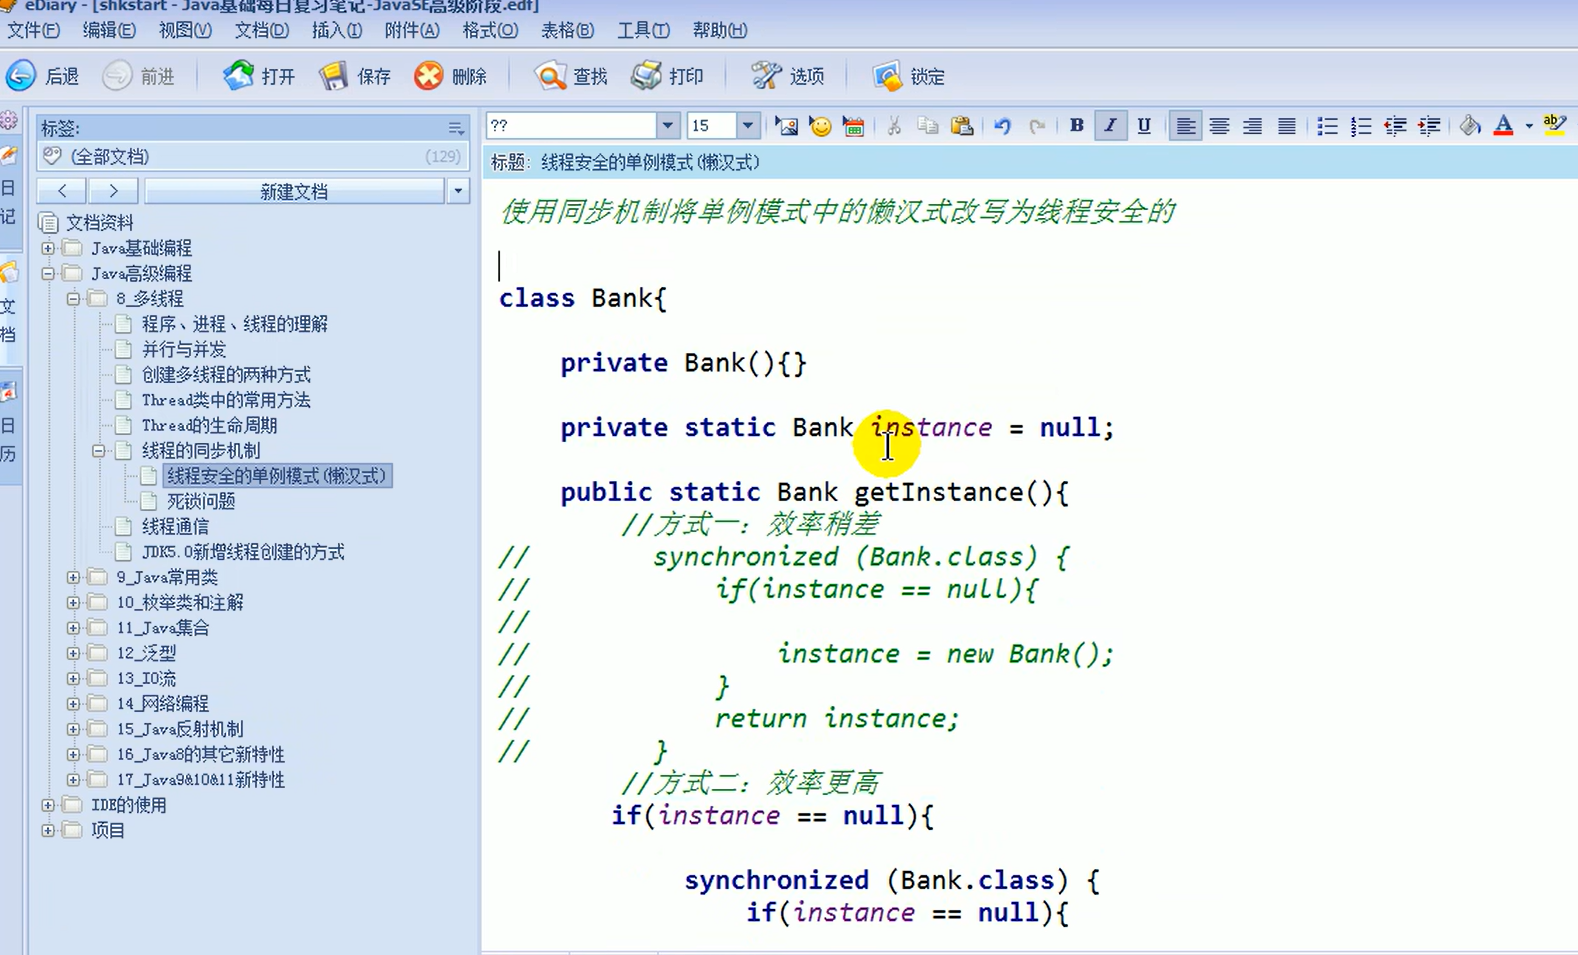 eDiary - [shkstart - Java基础每日复习笔记-JavaSE高级阶段.edf]
文件(F) 编辑(E) 视图(V) 文档(D) 插入(I) 附件(A) 格式(O) 表格(B) 工具(T) 帮助(H)
后退 前进 打开 保存 删除 查找 打印 选项 锁定
日记
文档
日历
标签:
(全部文档) (129)
< > 新建文档
文档资料
Java基础编程
Java高级编程
8_多线程
程序、进程、线程的理解
并行与并发
创建多线程的两种方式
Thread类中的常用方法
Thread的生命周期
线程的同步机制
线程安全的单例模式(懒汉式)
死锁问题
线程通信
JDK5.0新增线程创建的方式
9_Java常用类
10_枚举类和注解
11_Java集合
12_泛型
13_IO流
14_网络编程
15_Java反射机制
16_Java8的其它新特性
17_Java9&10&11新特性
IDE的使用
项目
?? 15 B I U A ab
标题: 线程安全的单例模式(懒汉式)
使用同步机制将单例模式中的懒汉式改写为线程安全的
class Bank{
private Bank(){}
private static Bank instance = null;
public static Bank getInstance(){
//方式一：效率稍差
// synchronized (Bank.class) {
// if(instance == null){
//
// instance = new Bank();
// }
// return instance;
// }
//方式二：效率更高
if(instance == null){
synchronized (Bank.class) {
if(instance == null){